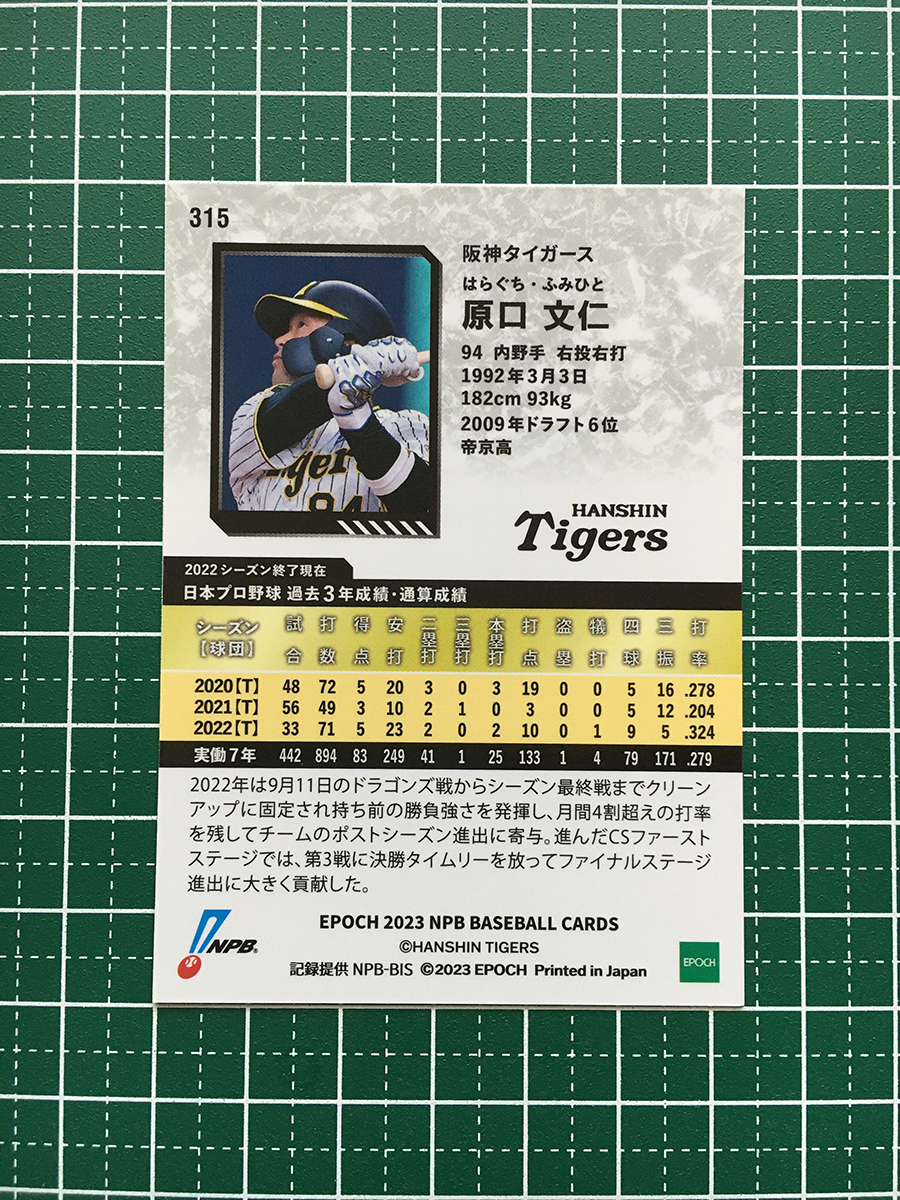 315
阪神タイガース
はらぐち・ふみひと
原口 文仁
94 内野手 右投右打
1992年3月3日
182cm 93kg
2009年ドラフト6位
帝京高
Tigers
94
HANSHIN
Tigers
2022シーズン終了現在
日本プロ野球 過去3年成績・通算成績
シーズン【球団】 試合 打数 得点 安打 二塁打 三塁打 本塁打 打点 盗塁 犠打 四球 三振 打率
2020【T】 48 72 5 20 3 0 3 19 0 0 5 16 .278
2021【T】 56 49 3 10 2 1 0 3 0 0 5 12 .204
2022【T】 33 71 5 23 2 0 2 10 0 1 9 5 .324
実働7年 442 894 83 249 41 1 25 133 1 4 79 171 .279
2022年は9月11日のドラゴンズ戦からシーズン最終戦までクリーン
アップに固定され持ち前の勝負強さを発揮し、月間4割超えの打率
を残してチームのポストシーズン進出に寄与。進んだCSファースト
ステージでは、第3戦に決勝タイムリーを放ってファイナルステージ
進出に大きく貢献した。
NPB®
EPOCH 2023 NPB BASEBALL CARDS
©HANSHIN TIGERS
記録提供 NPB-BIS ©2023 EPOCH Printed in Japan
EPOCH